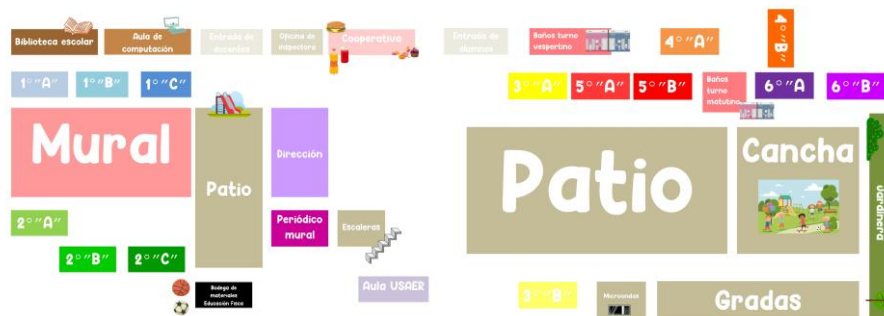 Biblioteca escolar
Aula de
computación
Entrada de
docentes
Oficina de
inspectora
Cooperativa
Entrada de
alumnos
Baños turno
vespertino
4°"A"
4°"B"
1°"A"
1°"B"
1°"C"
3°"A"
5°"A"
5°"B"
Baños
turno
matutino
6°"A
6°"B"
Mural
Patio
Dirección
Patio
Cancha
Jardinera
2°"A"
Periódico
mural
Escaleras
2°"B"
2°"C"
Bodega de
materiales
Educación Física
Aula USAER
3°"B"
Microondas
Gradas